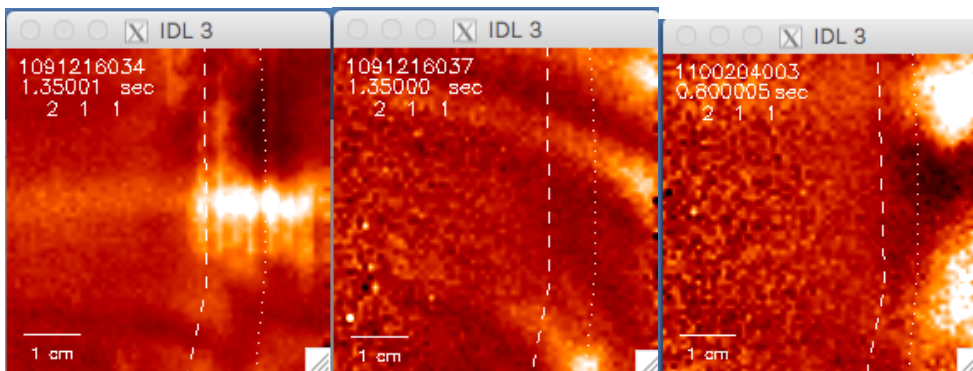 IDL 3
1091216034
1.35001 sec
2 1 1
1 cm
IDL 3
1091216037
1.35000 sec
2 1 1
1 cm
IDL 3
1100204003
0.800005 sec
2 1 1
1 cm